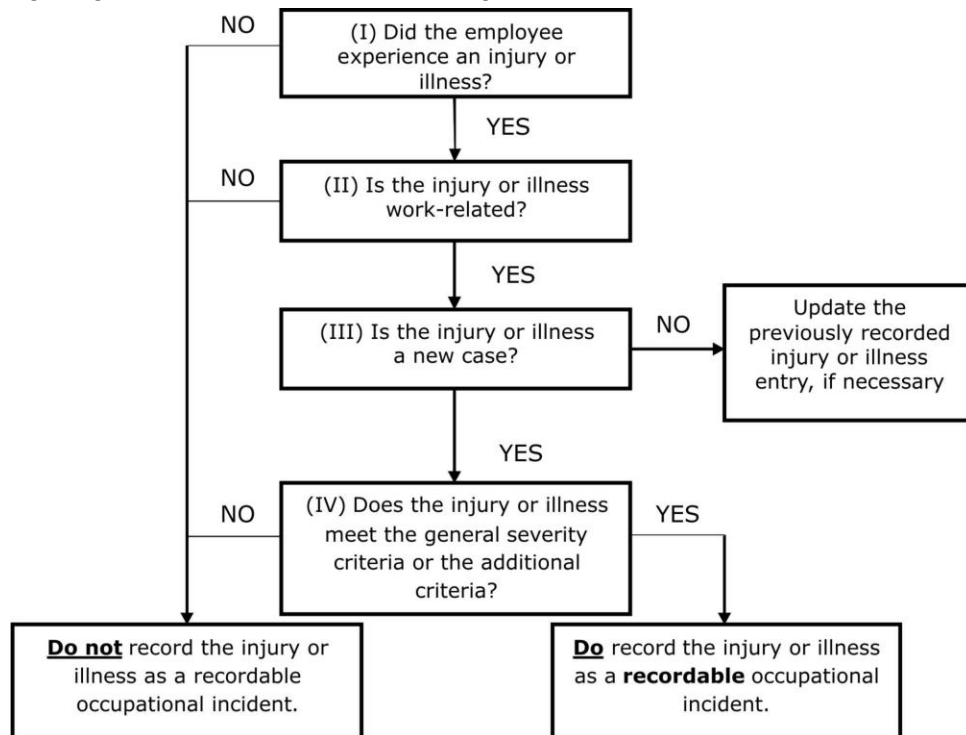 NO
(I) Did the employee
experience an injury or
illness?
YES
NO
(II) Is the injury or illness
work-related?
YES
(III) Is the injury or illness
a new case?
NO
Update the
previously recorded
injury or illness
entry, if necessary
YES
NO
(IV) Does the injury or illness
meet the general severity
criteria or the additional
criteria?
YES
Do not record the injury or
illness as a recordable
occupational incident.
Do record the injury or illness
as a recordable occupational
incident.